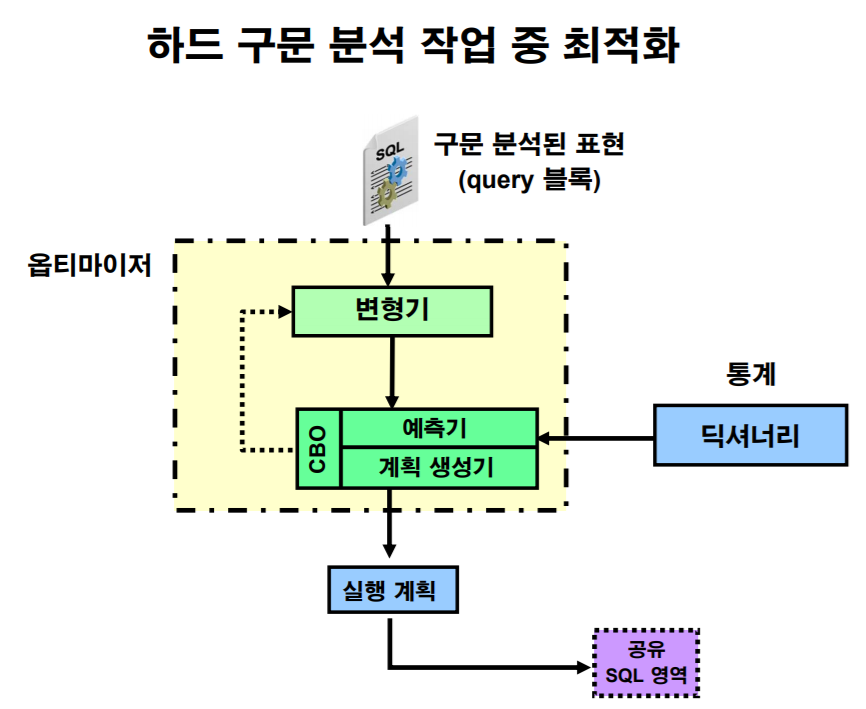 하드 구문 분석 작업 중 최적화
SQL
구문 분석된 표현
(query 블록)
옵티마이저
변형기
통계
CBO
예측기
딕셔너리
계획 생성기
실행 계획
공유
SQL 영역